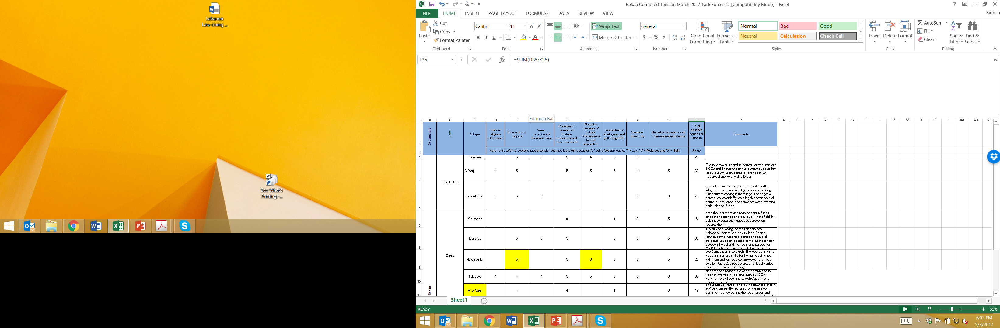 Lebanon
Law-doing ...
See What's
Printing -...
Bekaa Compiled Tension March 2017 Task Force.xls  [Compatibility Mode] - Excel
Sign in
FILE HOME INSERT PAGE LAYOUT FORMULAS DATA REVIEW VIEW
Paste
Cut
Copy
Format Painter
Clipboard
Calibri 11
B I U
Font
Wrap Text
Merge & Center
Alignment
General
$ % ,
Number
Conditional
Formatting
Format as
Table
Normal Bad Good
Neutral Calculation Check Cell
Styles
Insert Delete Format
Cells
AutoSum
Fill
Clear
Sort &
Filter
Find &
Select
Editing
L35
=SUM(D35:K35)
Formula Bar
A B C D E G H I J K L M N O P Q R S T U V W X Y Z AA AB AC
Governorate
Caza
Village
Political/
religious
differences
Competitions
for jobs
Weak
municipality/
local authority
Pressure on
resources
(natural
resources and
basic services)
Negative
perception/
cultural
differences &
lack of
interaction
Concentration
of refugees and
gatherings/ITS.
Sense of
insecurity
Negative perceptions of
international assistance
Total
possible
causes of
tension
Comments
2
Rate from 0 to 5 the level of cause of tension that applies to this cadaster ("0" being Not applicable, "1" - Low, "3" -Moderate and "5" - High)
Score
3
4 Ghazaa 5 3 5 4 5 3 25
West Bekaa
5 Al Marj 4 5 5 5 5 4 5 33
The new mayor is conducting regular meetings with
NGOs and Shawishs from the camps to update him
about the situation, partners have to get his
.approval prior to any distribution
6 Joub Janen 5 5 5 3 3 21
a lot of Evacuation cases were reported in this
village. The new municipality is not coordinating
with partners working in the village. The negative
perception towards Syrian is highly shown several
partners have failed to conduct activates involving
both Leb and Syrian
Zahle
7 Kfarzabad x x 3 5 8
even thought the municipality accept refuges
since they depends on them to work in the field the
Lebanese population have bad perception
towards them
8 Bar Elias 5 5 5 5 5 5 30
Its worth mentioning the tension between
Lebanese themselves in this village. Their is
tension between political parties and several
incidents have ben reported as well as the tension
between the old and the new municipal council.
On 16 March, the governor took the decision to
9 Majdal Anjar 5 5 3 5 3 5 26
Job Competition is very high. The local community
was planning for a strike but he municipality met
with them and formed a committee to try to find a
solution. Up to 200 people crossing illegally arrive
every day to the munciplality
10 Talabaya 4 4 4 5 5 5 5 3 35
since the beginning of the crisis the municipality
was not involved in coordinating with NGOs
working in the village and asked refuges not to
approach them
Bekaa
11 Ali el Nahri 4 4 1 3 12
The village saw three consecutive days of protests
in March against Syrian labour with residents
claiming it is undercutting their businesses and
Sheet1
READY
55%
6:03 PM
5/3/2017